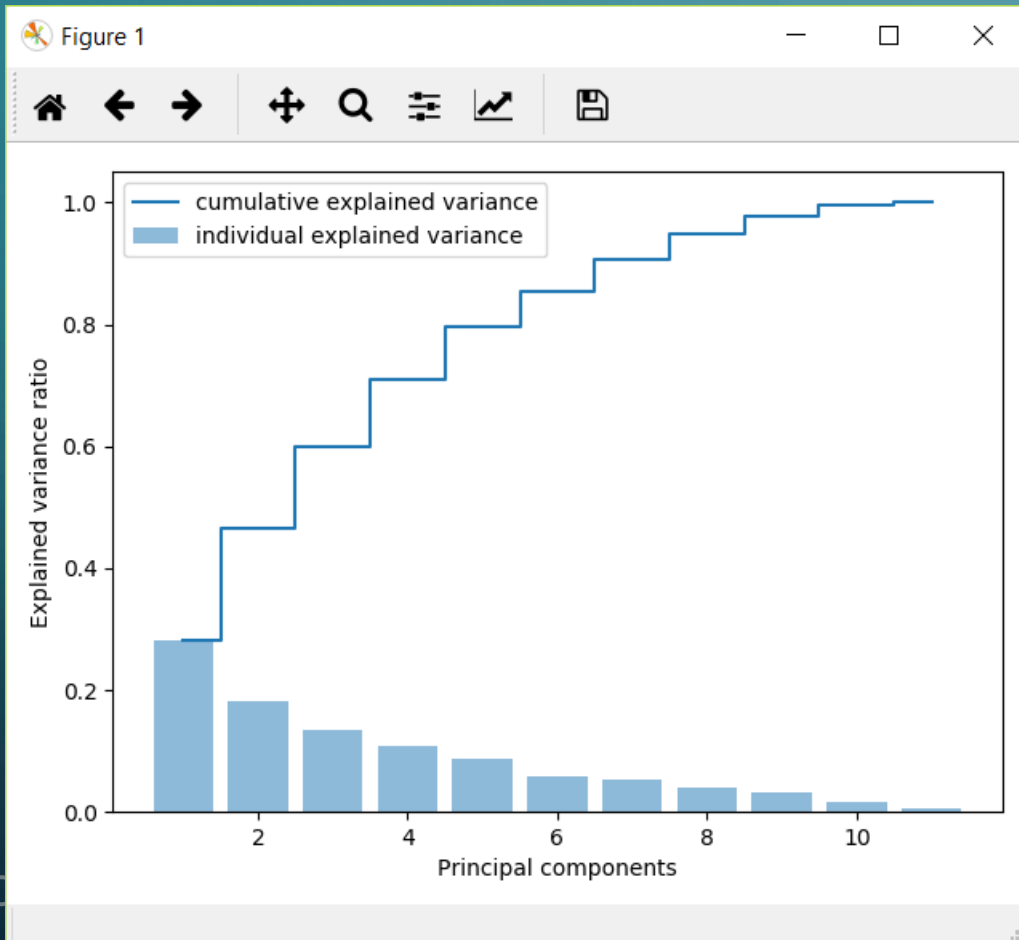 Figure 1
cumulative explained variance
individual explained variance
1.0
0.8
0.6
0.4
0.2
0.0
Explained variance ratio
2 4 6 8 10
Principal components